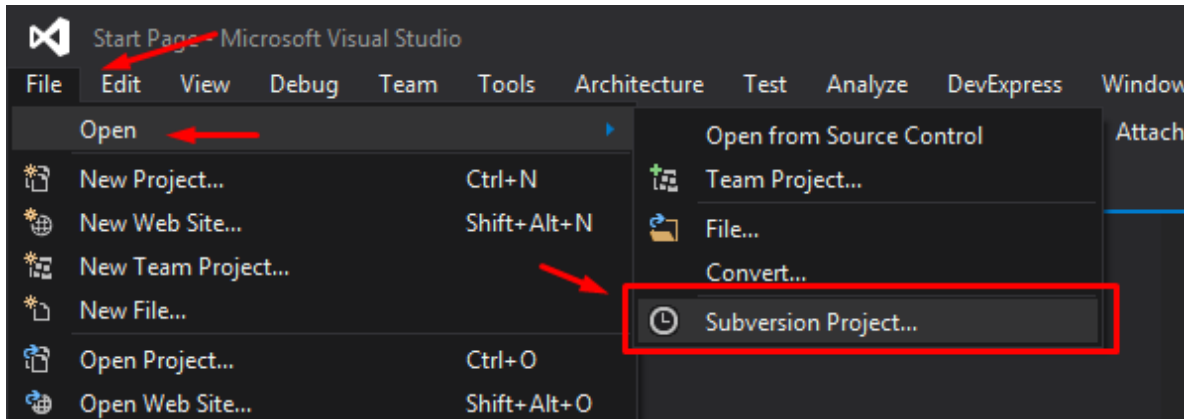 Start Page - Microsoft Visual Studio
File Edit View Debug Team Tools Architecture Test Analyze DevExpress Window
Open
New Project... Ctrl+N
New Web Site... Shift+Alt+N
New Team Project...
New File...
Open Project... Ctrl+O
Open Web Site... Shift+Alt+O
Open from Source Control
Team Project...
File...
Convert...
Subversion Project...
Attach